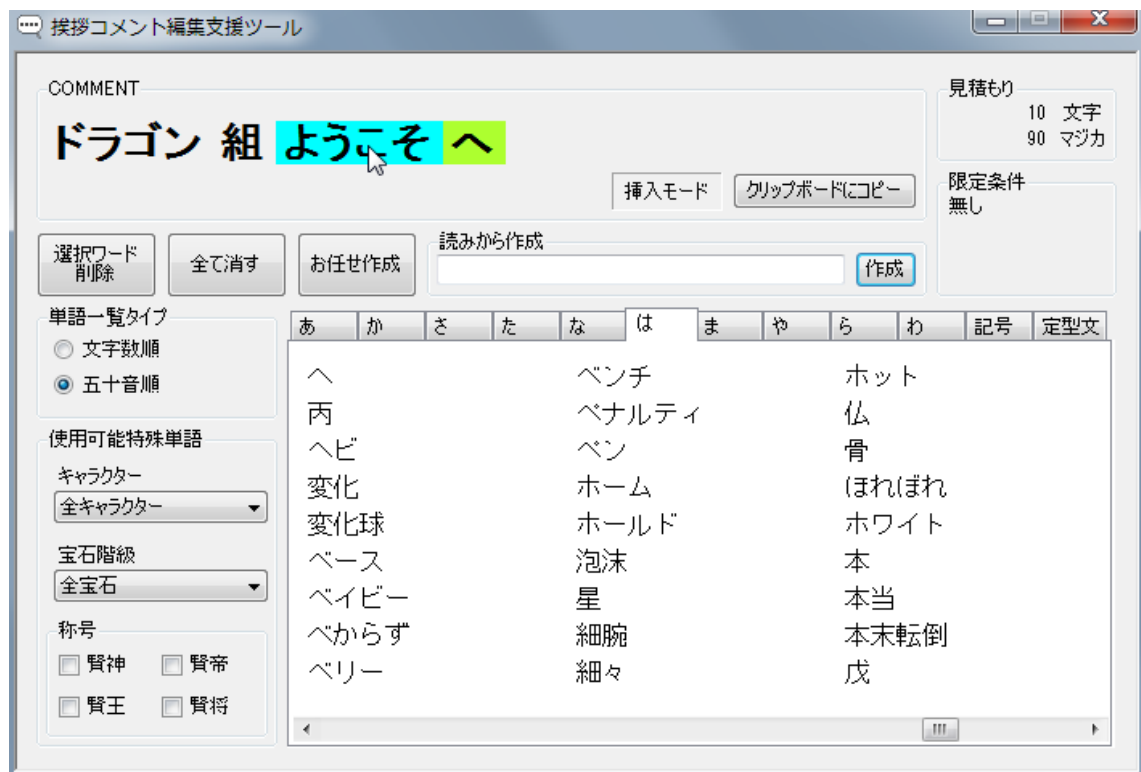 挨拶コメント編集支援ツール
COMMENT
ドラゴン 組 ようこそ へ
挿入モード
クリップボードにコピー
見積もり
10 文字
90 マジカ
限定条件
無し
選択ワード
削除
全て消す
お任せ作成
読みから作成
作成
単語一覧タイプ
文字数順
五十音順
使用可能特殊単語
キャラクター
全キャラクター
宝石階級
全宝石
称号
賢神 賢帝
賢王 賢将
あ か さ た な は ま や ら わ 記号 定型文
へ ベンチ ホット
丙 ペナルティ 仏
ヘビ ペン 骨
変化 ホーム ほれぼれ
変化球 ホールド ホワイト
ベース 泡沫 本
ベイビー 星 本当
べからず 細腕 本末転倒
ベリー 細々 戊